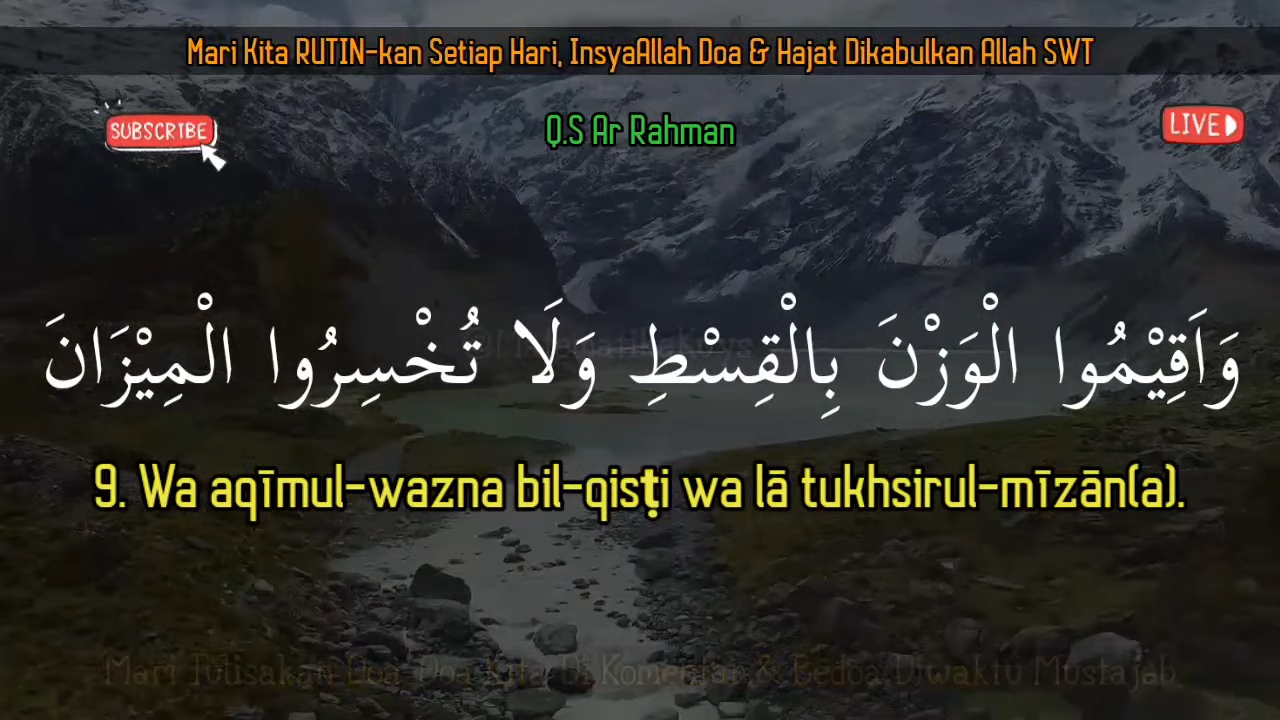 Mari Kita RUTIN-kan Setiap Hari, InsyaAllah Doa & Hajat Dikabulkan Allah SWT
SUBSCRIBE
Q.S Ar Rahman
LIVE
وَاَقِيْمُوا الْوَزْنَ بِالْقِسْطِ وَلَا تُخْسِرُوا الْمِيْزَانَ
9. Wa aqīmul-wazna bil-qisṭi wa lā tukhsirul-mīzān(a).
Mari Tulisakan Doa-Doa Kita Di Komentar & Bedoa Diwaktu Mustajab